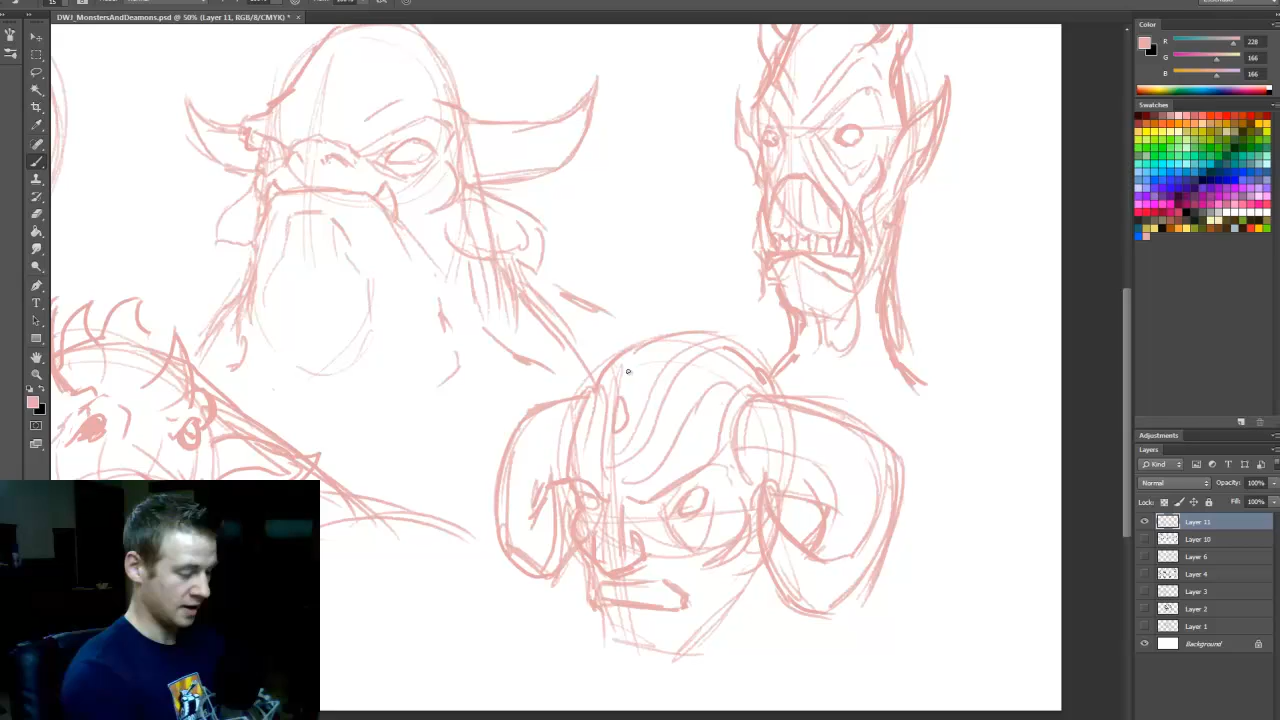 DWJ_MonstersAndDeamons.psd @ 50% (Layer 11, RGB/8/CMYK) * ×
15
Color
R 228
G 166
B 166
Swatches
Adjustments
Layers
Kind
Normal Opacity: 100%
Lock: Fill: 100%
Layer 11
Layer 10
Layer 6
Layer 4
Layer 3
Layer 2
Layer 1
Background